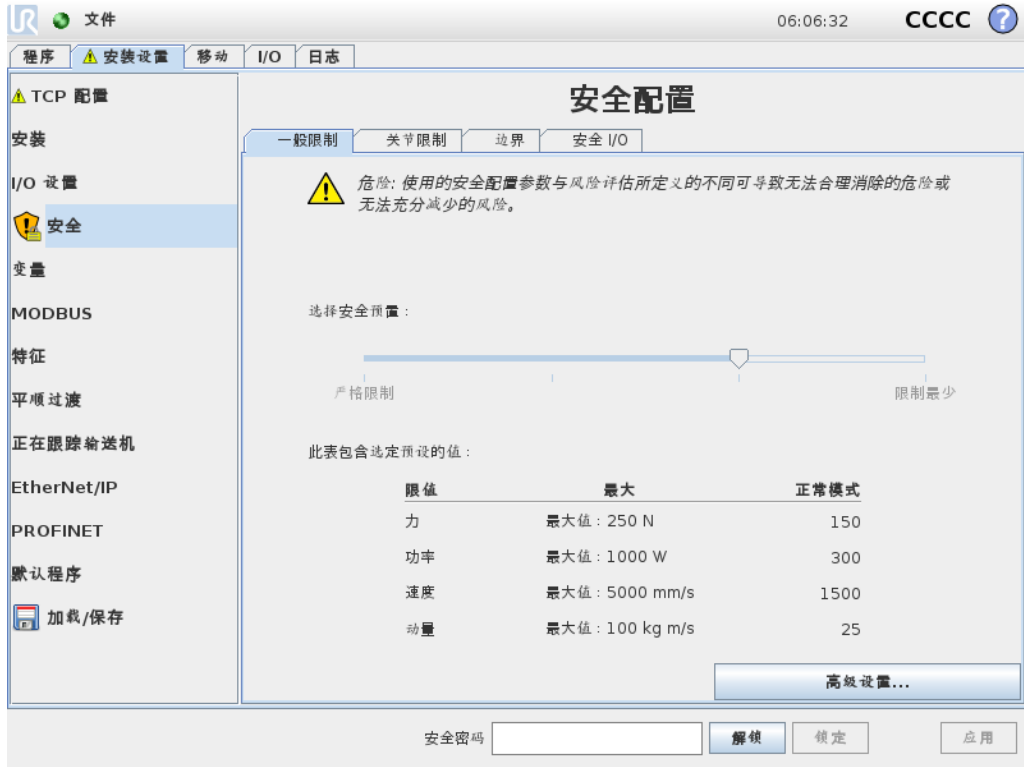 UR 文件 06:06:32 CCCC ?
程序 安装设置 移动 I/O 日志
TCP 配置
安装
I/O 设置
安全
变量
MODBUS
特征
平顺过渡
正在跟踪输送机
EtherNet/IP
PROFINET
默认程序
加载/保存
安全配置
一般限制 关节限制 边界 安全 I/O
危险: 使用的安全配置参数与风险评估所定义的不同可导致无法合理消除的危险或
无法充分减少的风险。
选择安全预置:
严格限制 限制最少
此表包含选定预设的值:
限值 最大 正常模式
力 最大值:250 N 150
功率 最大值:1000 W 300
速度 最大值:5000 mm/s 1500
动量 最大值:100 kg m/s 25
高级设置...
安全密码 解锁 锁定 应用